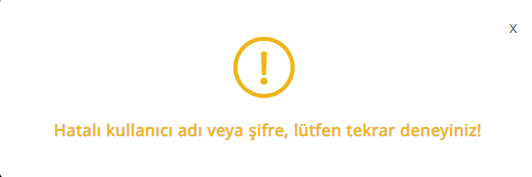 x
Hatalı kullanıcı adı veya şifre, lütfen tekrar deneyiniz!